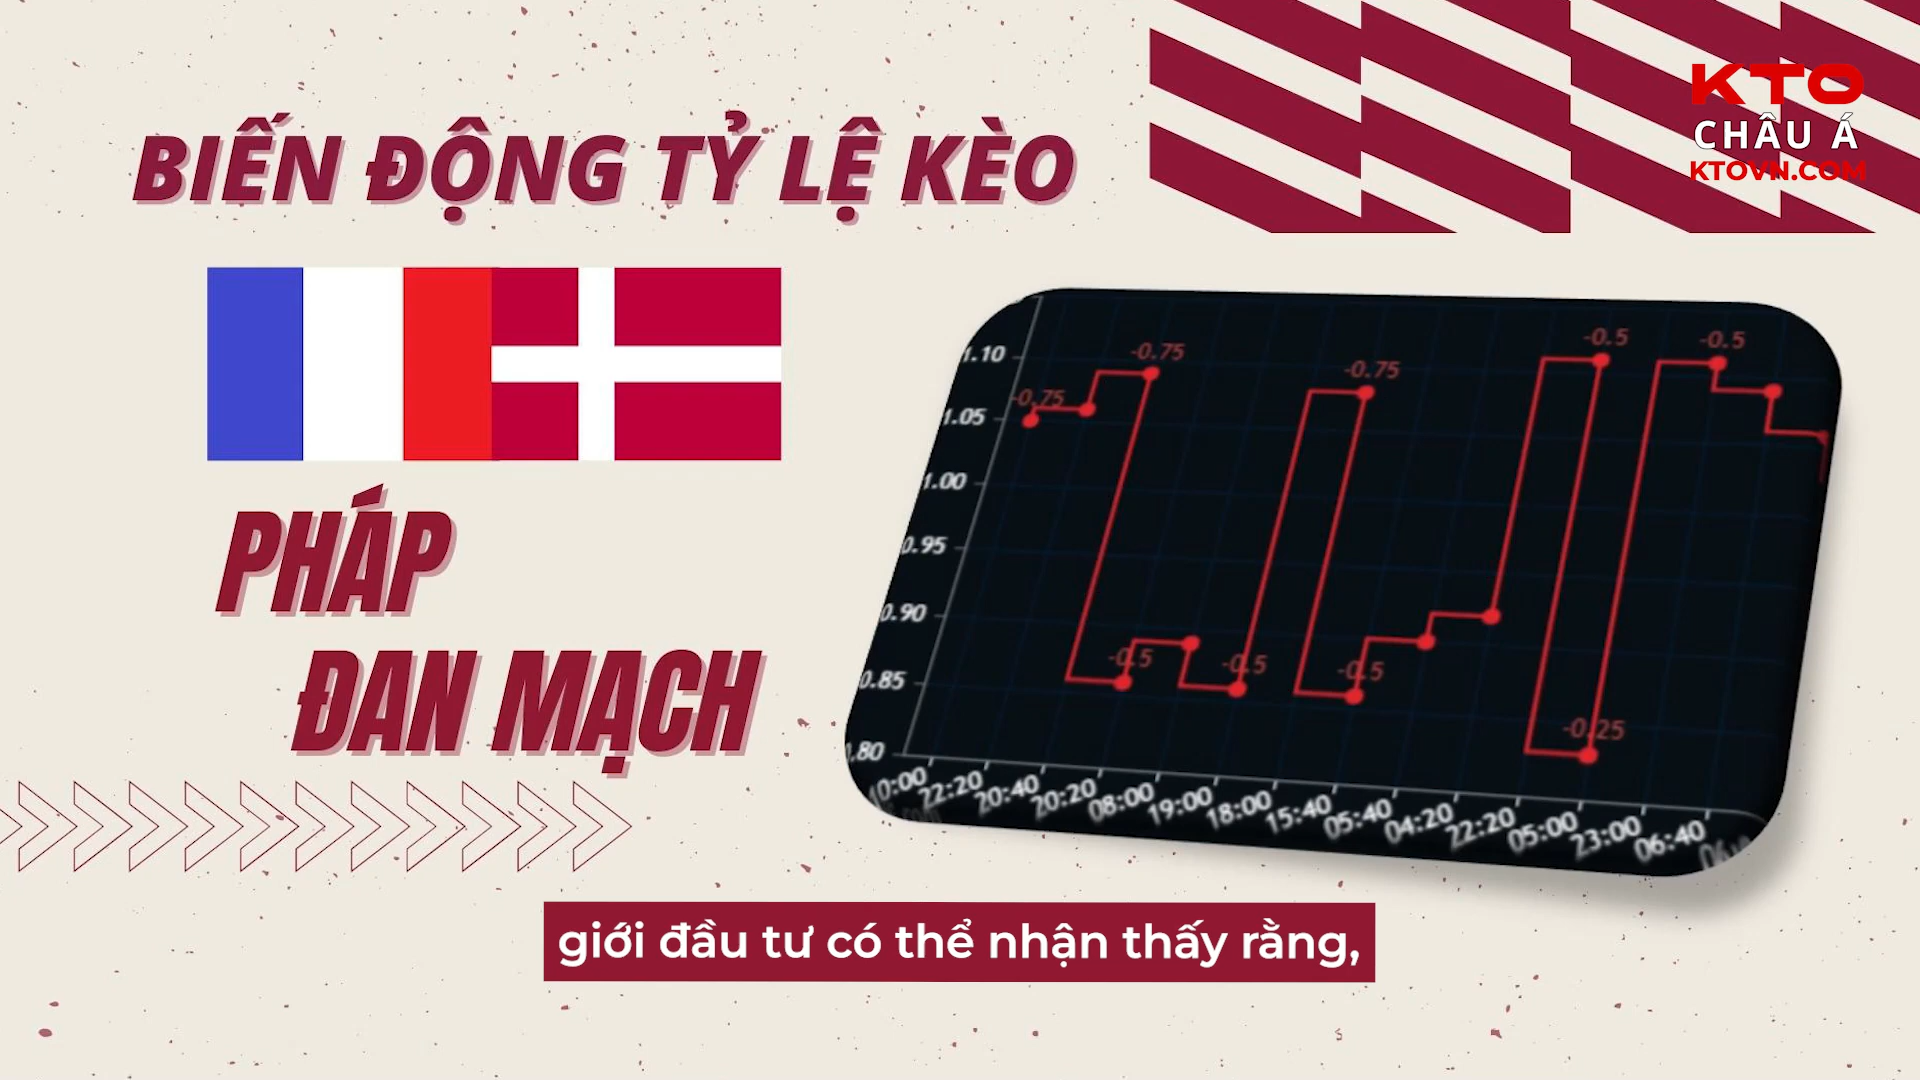 KTO
CHÂU Á
KTOVN.COM
BIẾN ĐỘNG TỶ LỆ KÈO
PHÁP
ĐAN MẠCH
1.10
1.05
1.00
0.95
0.90
0.85
.80
-0.75
-0.75
-0.5
-0.5
-0.75
-0.5
-0.5
-0.25
-0.5
10:00 22:20 20:40 20:20 08:00 19:00 18:00 15:40 05:40 04:20 22:20 05:00 23:00 06:40
giới đầu tư có thể nhận thấy rằng,